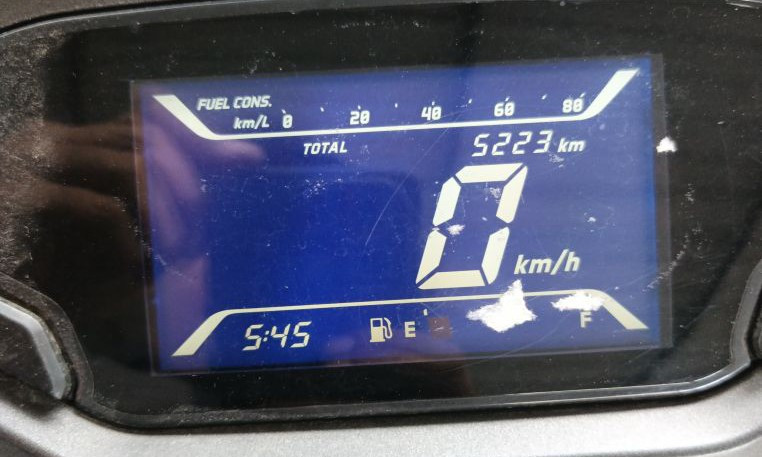 FUEL CONS.
km/L 0 20 40 60 80
TOTAL 5223 km
0 km/h
5:45 E F